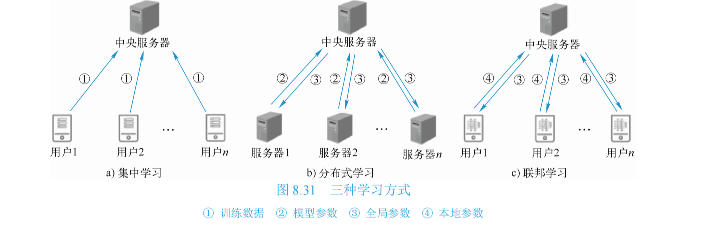 中央服务器 中央服务器 中央服务器
① ① ① ② ③ ② ③ ② ③ ④ ③ ④ ③ ④ ③
用户1 用户2 … 用户n 服务器1 服务器2 … 服务器n 用户1 用户2 … 用户n
a) 集中学习 b) 分布式学习 c) 联邦学习
图 8.31 三种学习方式
① 训练数据 ② 模型参数 ③ 全局参数 ④ 本地参数